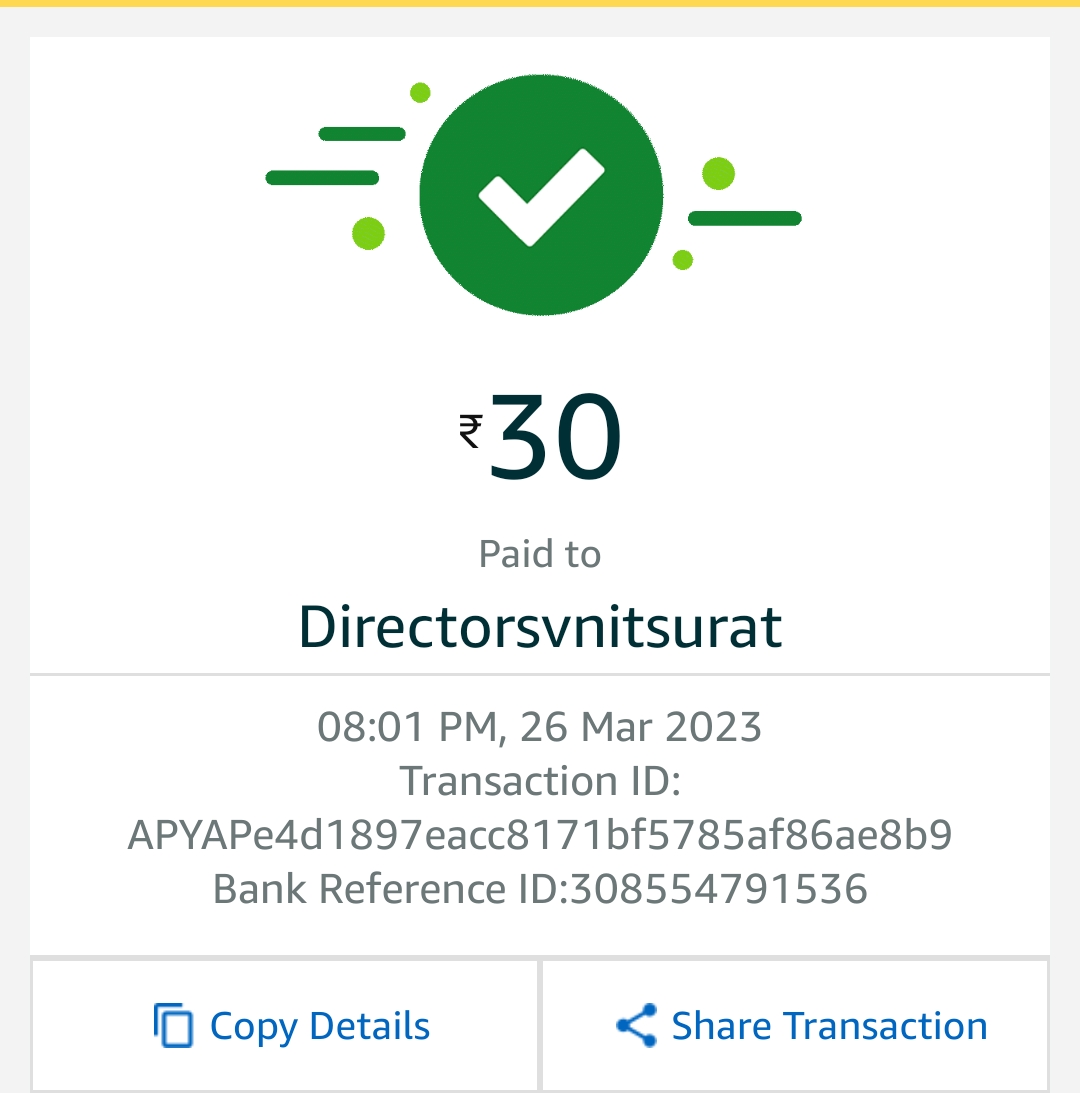 ₹30
Paid to
Directorsvnitsurat
08:01 PM, 26 Mar 2023
Transaction ID:
APYAPe4d1897eacc8171bf5785af86ae8b9
Bank Reference ID:308554791536
Copy Details
Share Transaction